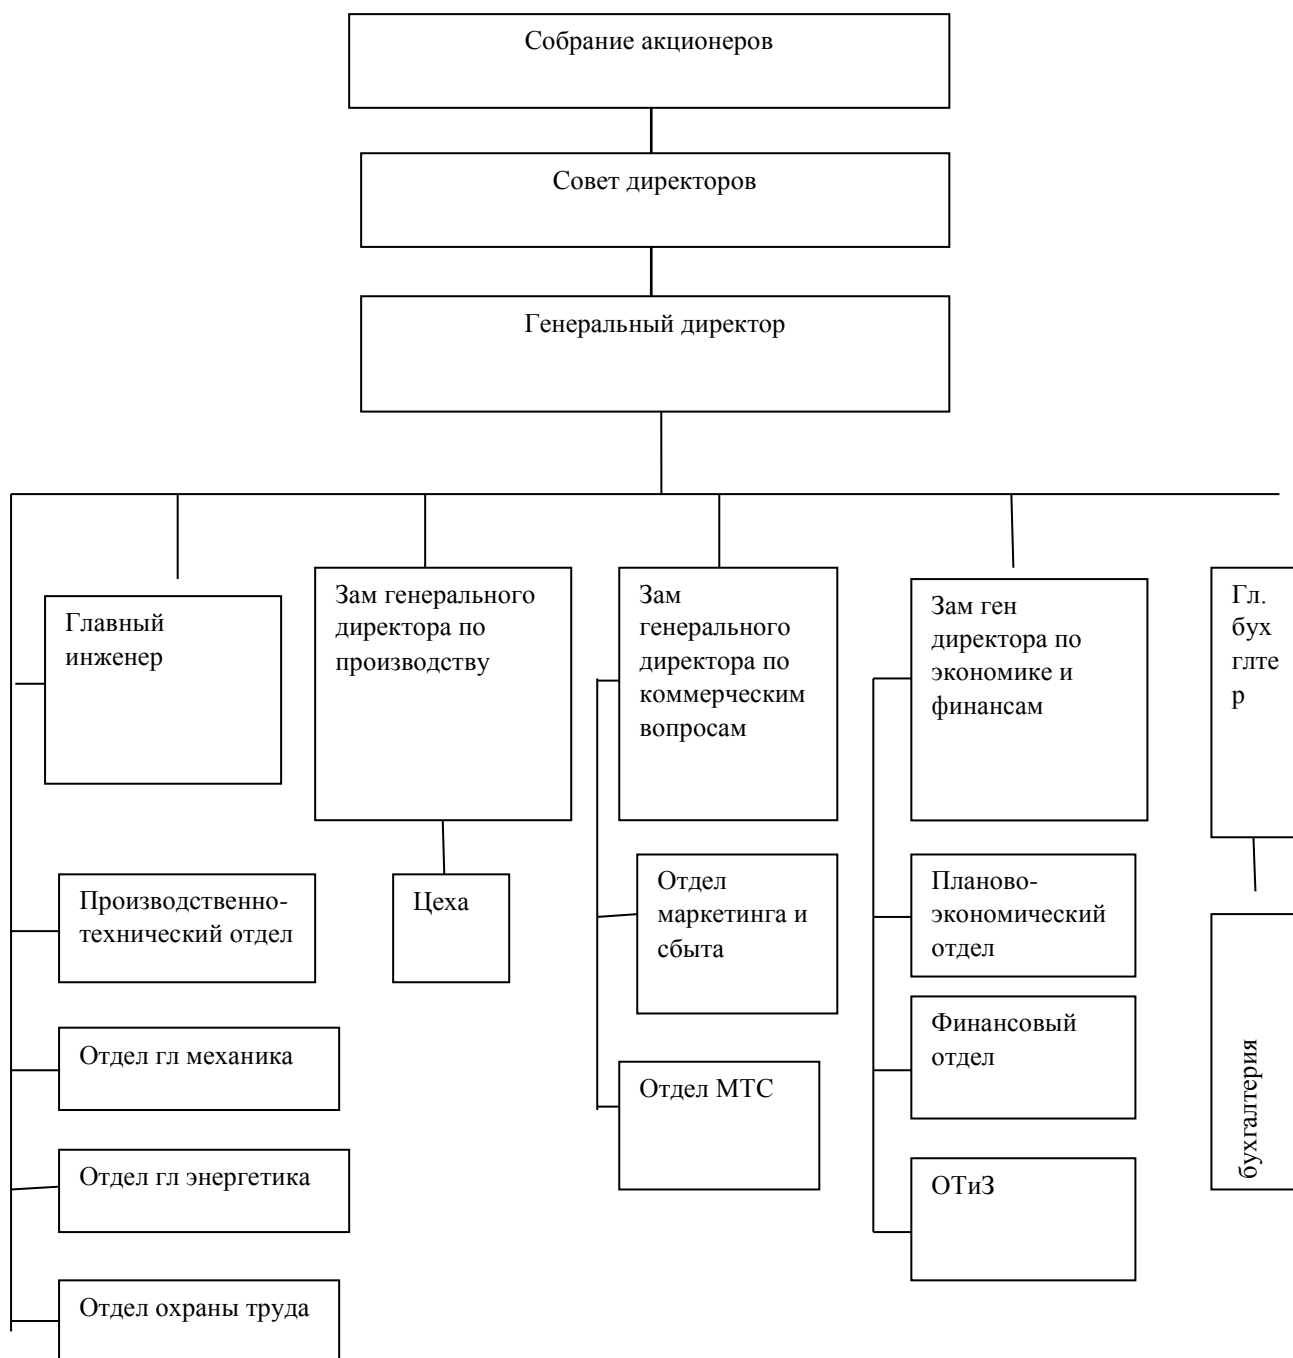 Собрание акционеров
Совет директоров
Генеральный директор
Главный
инженер
Зам генерального
директора по
производству
Зам
генерального
директора по
коммерческим
вопросам
Зам ген
директора по
экономике и
финансам
Гл.
бух
глте
р
Производственно-
технический отдел
Цеха
Отдел
маркетинга и
сбыта
Планово-
экономический
отдел
бухгалтерия
Отдел гл механика
Отдел МТС
Финансовый
отдел
Отдел гл энергетика
ОТиЗ
Отдел охраны труда